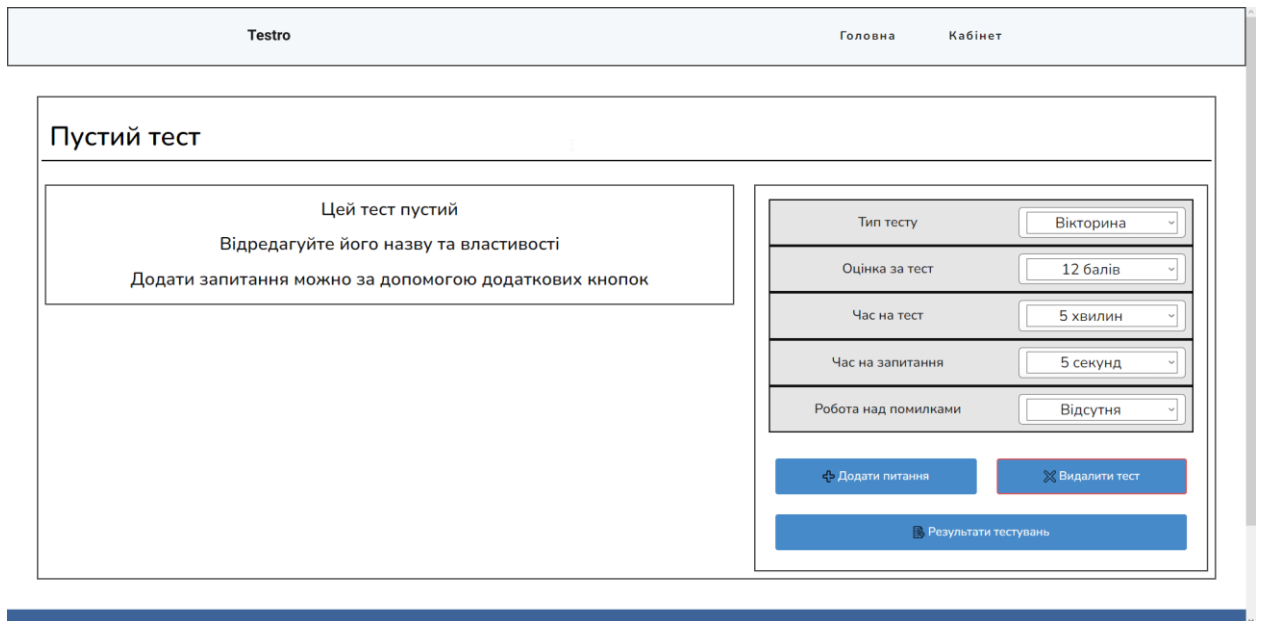 Testro
Головна
Кабінет
Пустий тест
Цей тест пустий
Відредагуйте його назву та властивості
Додати запитання можно за допомогою додаткових кнопок
Тип тесту
Вікторина
Оцінка за тест
12 балів
Час на тест
5 хвилин
Час на запитання
5 секунд
Робота над помилками
Відсутня
Додати питання
Видалити тест
Результати тестувань